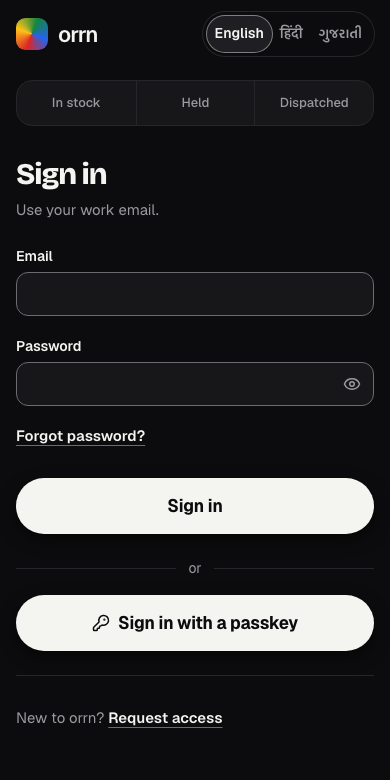 orrn
English हिंदी ગુજરાતી
In stock Held Dispatched
Sign in
Use your work email.
Email
Password
Forgot password?
Sign in
or
Sign in with a passkey
New to orrn? Request access